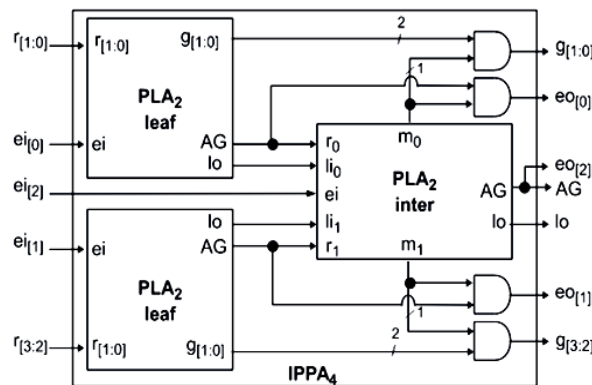 r[1:0] r[1:0] g[1:0] 2 g[1:0]
1
PLA2
leaf
eo[0]
ei[0] ei AG r0 m0
lo li0 PLA2 eo[2]
ei[2] ei inter AG AG
lo li1 lo lo
ei[1] ei AG r1 m1
PLA2
leaf
eo[1]
1
r[3:2] r[1:0] g[1:0] 2 g[3:2]
IPPA4